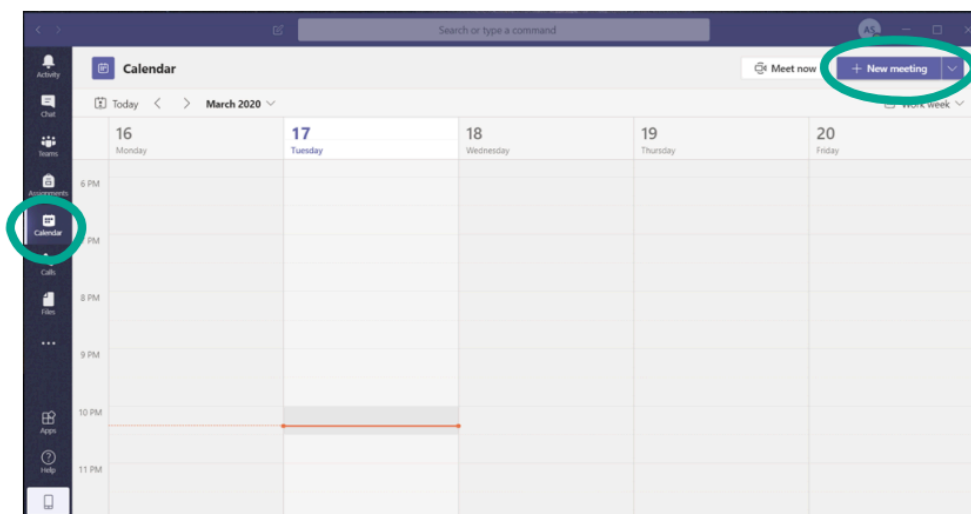 Search or type a command
AS
Activity
Chat
Teams
Assignments
Calendar
Calls
Files
Apps
Help
Calendar
Meet now
+ New meeting
Today
March 2020
Work week
16
Monday
17
Tuesday
18
Wednesday
19
Thursday
20
Friday
6 PM
PM
8 PM
9 PM
10 PM
11 PM